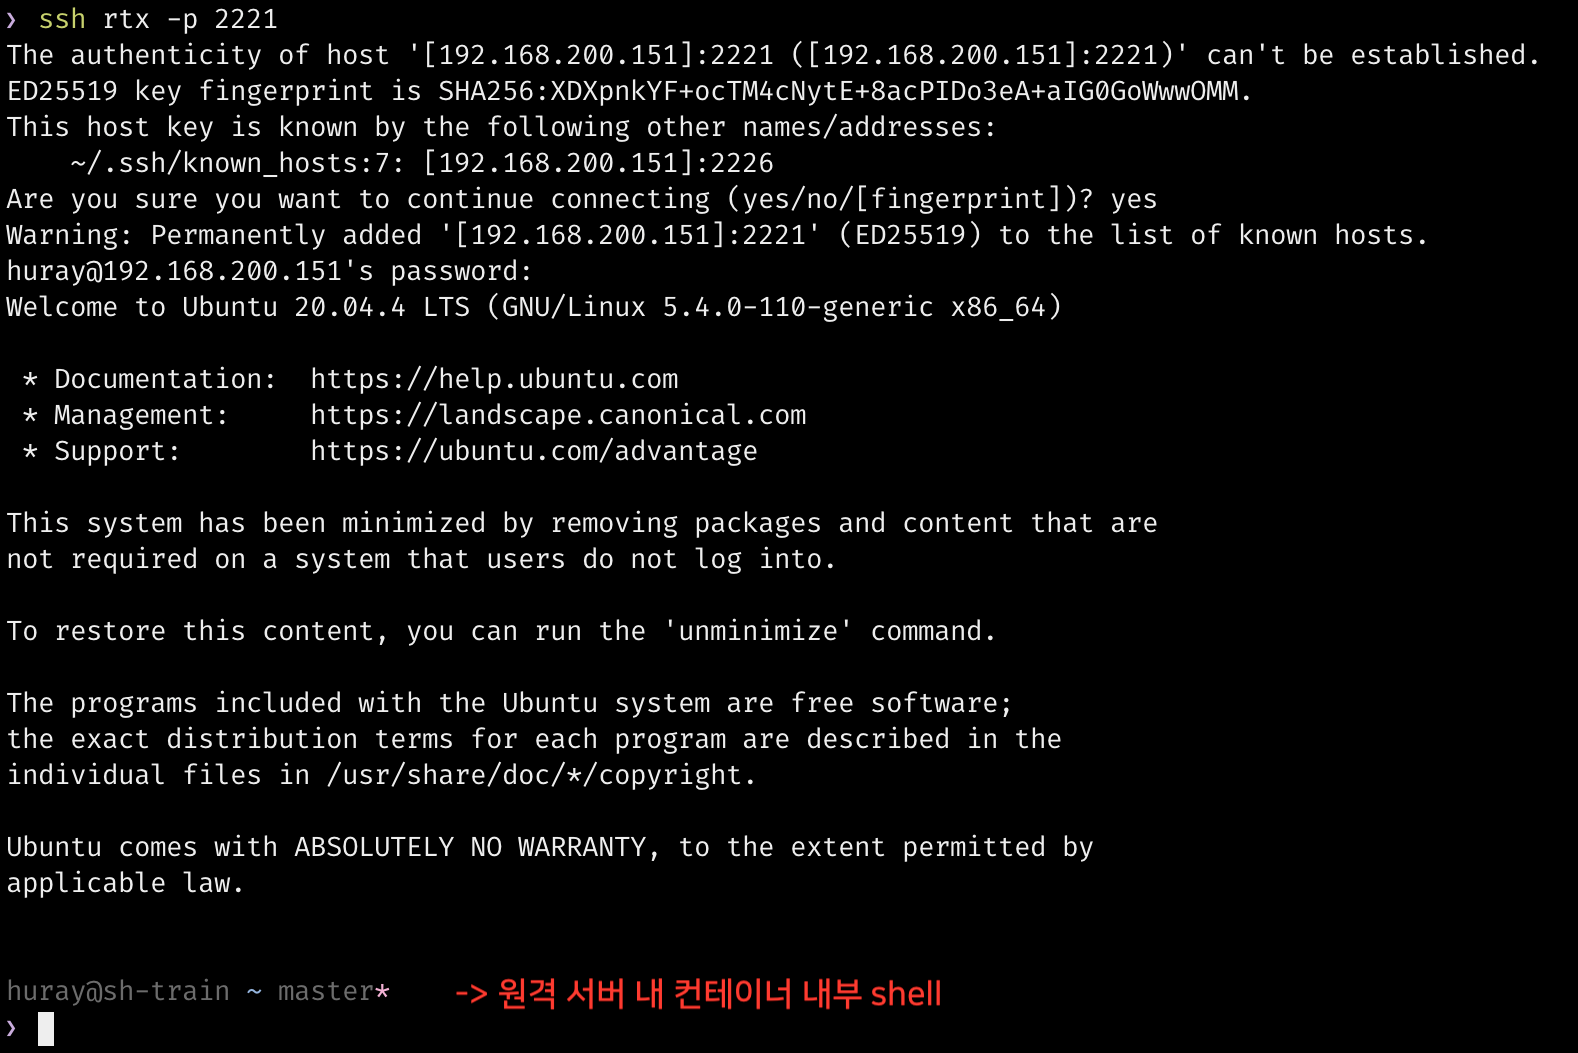 ❯ ssh rtx -p 2221
The authenticity of host '[192.168.200.151]:2221 ([192.168.200.151]:2221)' can't be established.
ED25519 key fingerprint is SHA256:XDXpnkYF+ocTM4cNytE+8acPIDo3eA+aIG0GoWwwOMM.
This host key is known by the following other names/addresses:
    ~/.ssh/known_hosts:7: [192.168.200.151]:2226
Are you sure you want to continue connecting (yes/no/[fingerprint])? yes
Warning: Permanently added '[192.168.200.151]:2221' (ED25519) to the list of known hosts.
huray@192.168.200.151's password:
Welcome to Ubuntu 20.04.4 LTS (GNU/Linux 5.4.0-110-generic x86_64)
 * Documentation:  https://help.ubuntu.com
 * Management:     https://landscape.canonical.com
 * Support:        https://ubuntu.com/advantage
This system has been minimized by removing packages and content that are
not required on a system that users do not log into.
To restore this content, you can run the 'unminimize' command.
The programs included with the Ubuntu system are free software;
the exact distribution terms for each program are described in the
individual files in /usr/share/doc/*/copyright.
Ubuntu comes with ABSOLUTELY NO WARRANTY, to the extent permitted by
applicable law.
huray@sh-train ~ master* -> 원격 서버 내 컨테이너 내부 shell
❯